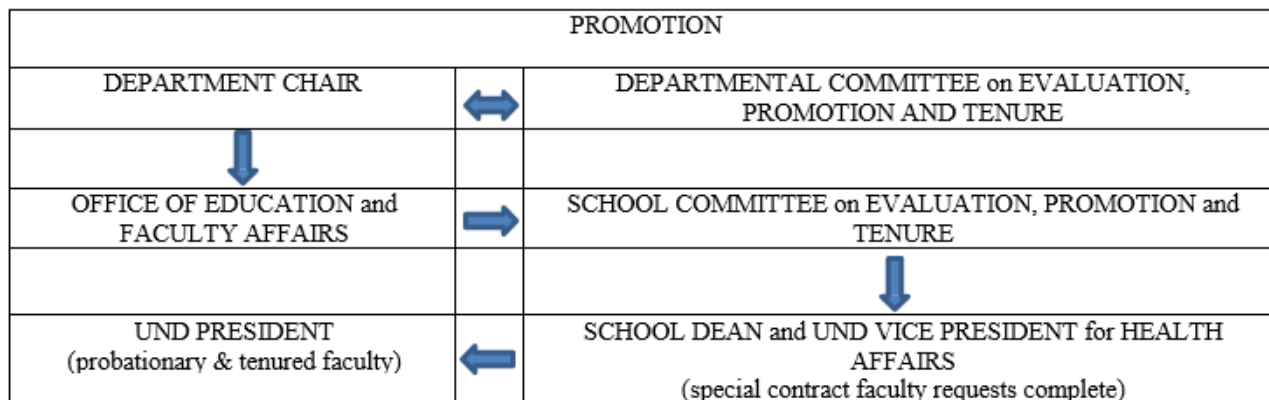 PROMOTION
DEPARTMENT CHAIR
DEPARTMENTAL COMMITTEE on EVALUATION,
PROMOTION AND TENURE
OFFICE OF EDUCATION and
FACULTY AFFAIRS
SCHOOL COMMITTEE on EVALUATION, PROMOTION and
TENURE
UND PRESIDENT
(probationary & tenured faculty)
SCHOOL DEAN and UND VICE PRESIDENT for HEALTH
AFFAIRS
(special contract faculty requests complete)